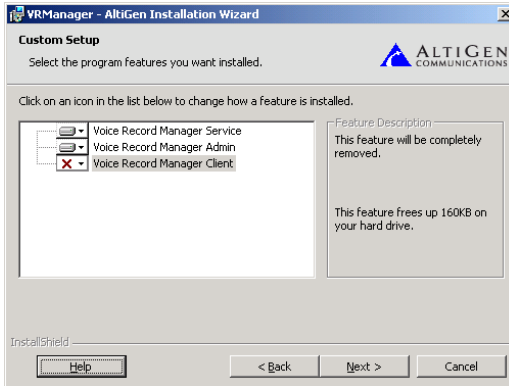 VRManager - AltiGen Installation Wizard
Custom Setup
Select the program features you want installed.
ALTIGEN
COMMUNICATIONS
Click on an icon in the list below to change how a feature is installed.
Voice Record Manager Service
Voice Record Manager Admin
Voice Record Manager Client
Feature Description
This feature will be completely
removed.
This feature frees up 160KB on
your hard drive.
InstallShield
Help
< Back
Next >
Cancel